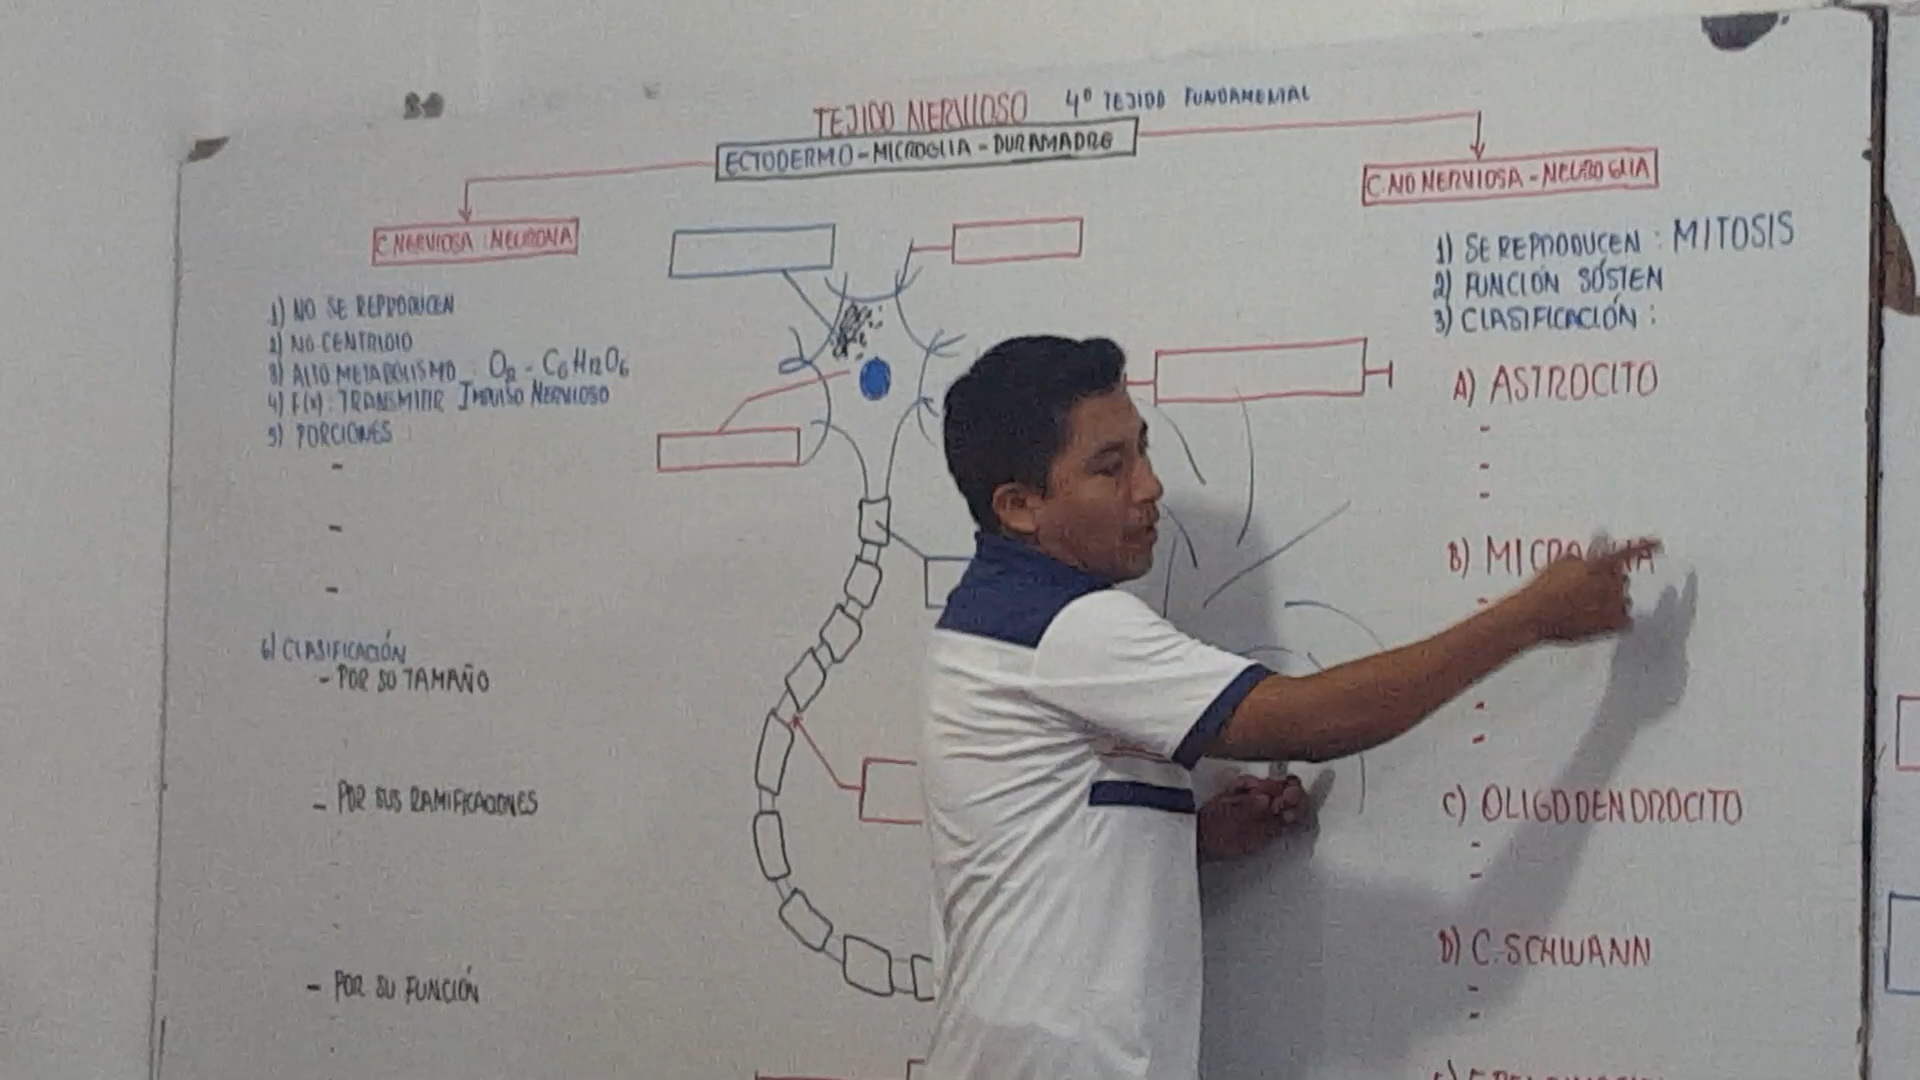 TEJIDO NERVIOSO 4º TEJIDO FUNDAMENTAL
ECTODERMO - MICROGLIA - DURAMADRE
C. NERVIOSA : NEURONA
1) NO SE REPRODUCEN
2) NO CENTRIOLO
3) ALTO METABOLISMO : O2 - C6H12O6
4) F(x) : TRANSMITIR IMPULSO NERVIOSO
5) PORCIONES :
-
-
-
6) CLASIFICACIÓN
- POR SU TAMAÑO
- POR SUS RAMIFICACIONES
- POR SU FUNCIÓN
C. NO NERVIOSA - NEUROGLIA
1) SE REPRODUCEN : MITOSIS
2) FUNCIÓN SÓSTEN
3) CLASIFICACIÓN :
A) ASTROCITO
-
-
-
B) MICROGLIA
-
-
-
C) OLIGODENDROCITO
-
-
D) C. SCHWANN
-
-